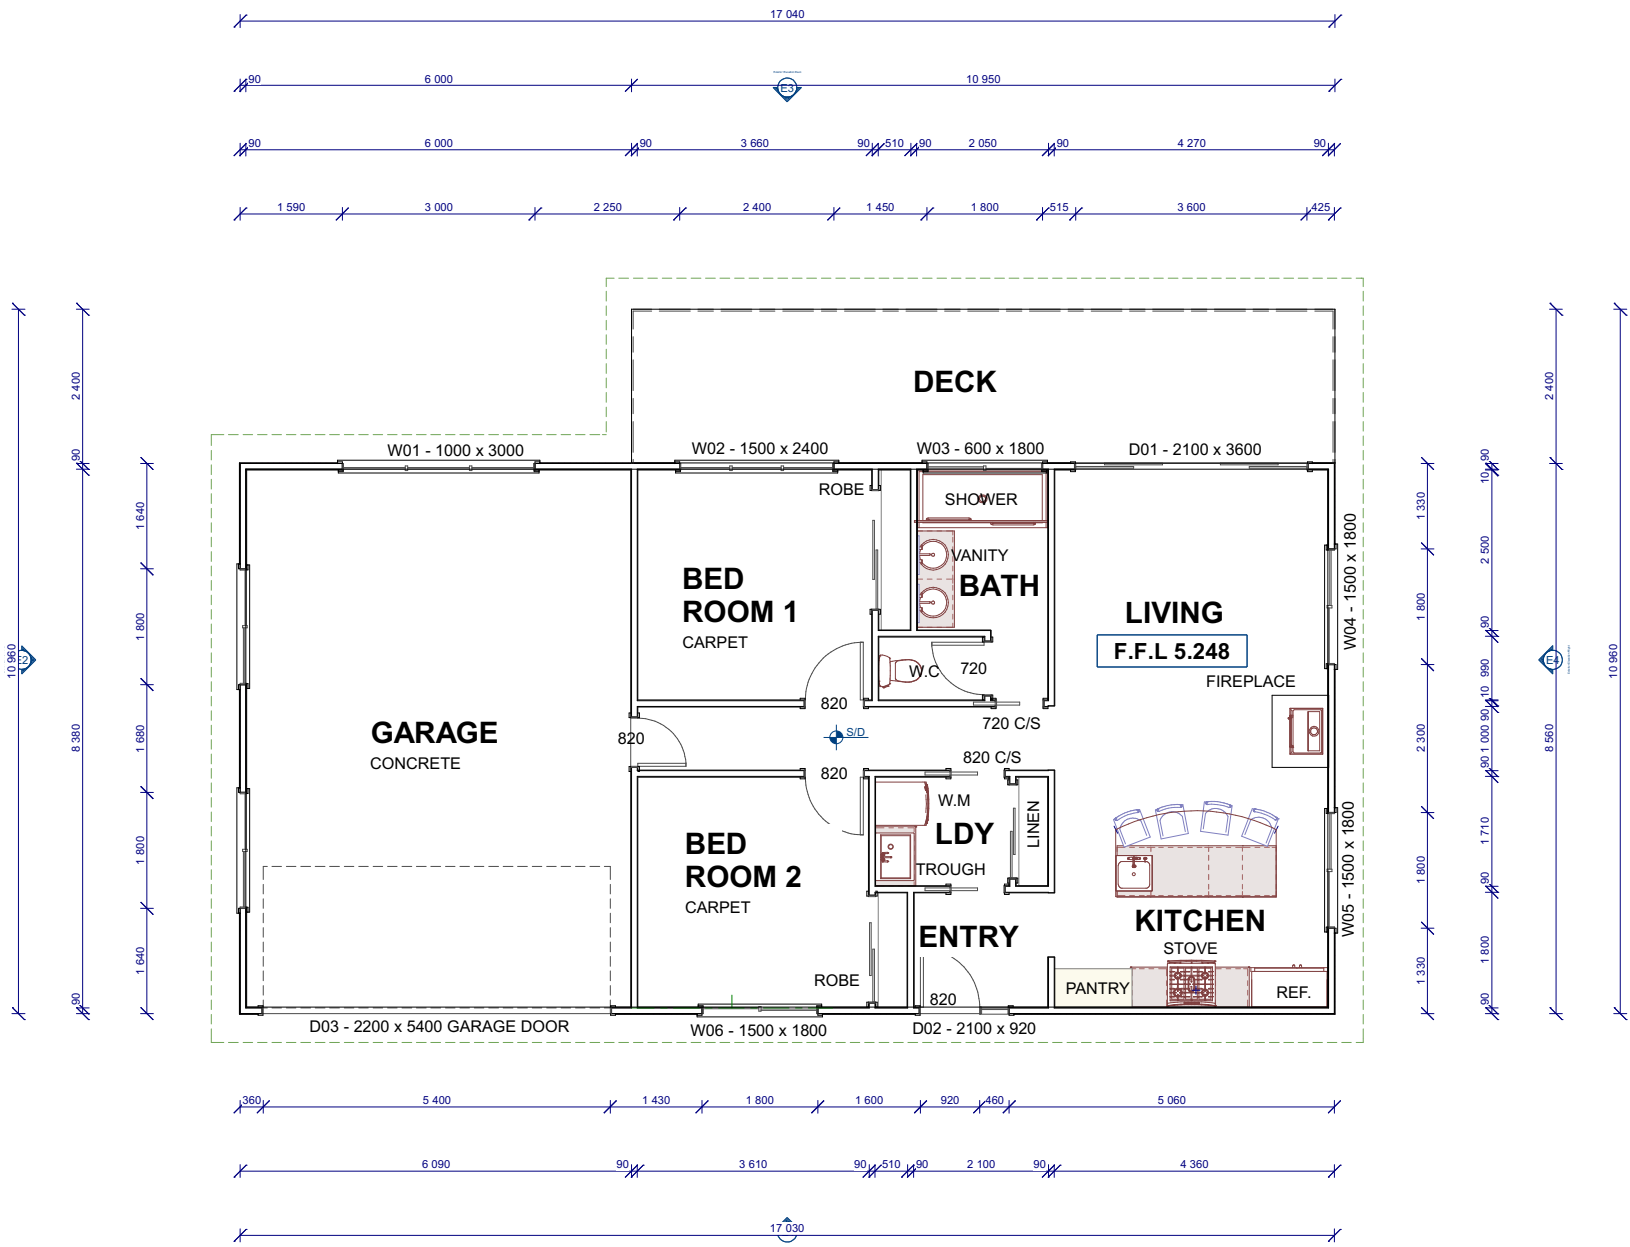 17 040
90 6 000 10 950
E3
90 6 000 90 3 660 90 510 90 2 050 90 4 270 90
1 590 3 000 2 250 2 400 1 450 1 800 515 3 600 425
DECK
W01 - 1000 x 3000
W02 - 1500 x 2400
W03 - 600 x 1800
D01 - 2100 x 3600
ROBE
SHOWER
VANITY
BATH
BED
ROOM 1
CARPET
LIVING
F.F.L 5.248
W.C
720
FIREPLACE
820
720 C/S
GARAGE
CONCRETE
820
S/D
820
820 C/S
W.M
LDY
TROUGH
LINEN
BED
ROOM 2
CARPET
ENTRY
KITCHEN
STOVE
ROBE
820
PANTRY
REF.
W04 - 1500 x 1800
W05 - 1500 x 1800
D03 - 2200 x 5400 GARAGE DOOR
W06 - 1500 x 1800
D02 - 2100 x 920
10 960
E2
2 400
90
8 380
90
1 640
1 800
1 680
1 800
1 640
1 330
1 800
2 300
1 800
1 330
90
10
2 500
90
990
10
90
1 000
90
1 710
90
1 800
90
2 400
8 560
E4
10 960
360 5 400 1 430 1 800 1 600 920 460 5 060
6 090 90 3 610 90 510 90 2 100 90 4 360
17 030